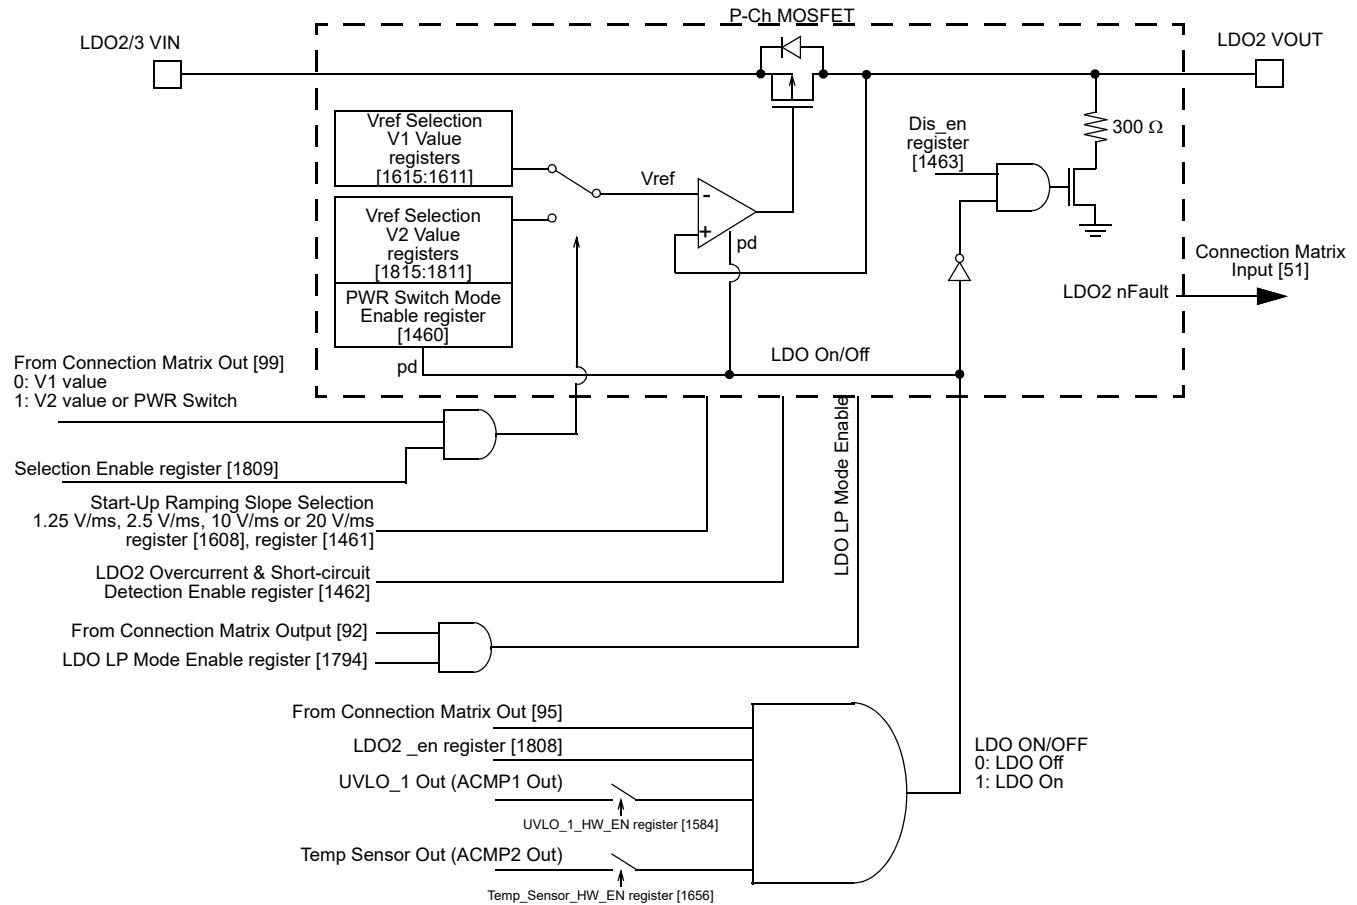 P-Ch MOSFET
LDO2/3 VIN
LDO2 VOUT
Vref Selection
V1 Value
registers
[1615:1611]
Vref Selection
V2 Value
registers
[1815:1811]
PWR Switch Mode
Enable register
[1460]
Vref
-
+
pd
Dis_en
register
[1463]
300 Ω
Connection Matrix
Input [51]
LDO2 nFault
LDO On/Off
pd
From Connection Matrix Out [99]
0: V1 value
1: V2 value or PWR Switch
Selection Enable register [1809]
Start-Up Ramping Slope Selection
1.25 V/ms, 2.5 V/ms, 10 V/ms or 20 V/ms
register [1608], register [1461]
LDO2 Overcurrent & Short-circuit
Detection Enable register [1462]
LDO LP Mode Enable
From Connection Matrix Output [92]
LDO LP Mode Enable register [1794]
From Connection Matrix Out [95]
LDO2 _en register [1808]
UVLO_1 Out (ACMP1 Out)
UVLO_1_HW_EN register [1584]
Temp Sensor Out (ACMP2 Out)
Temp_Sensor_HW_EN register [1656]
LDO ON/OFF
0: LDO Off
1: LDO On